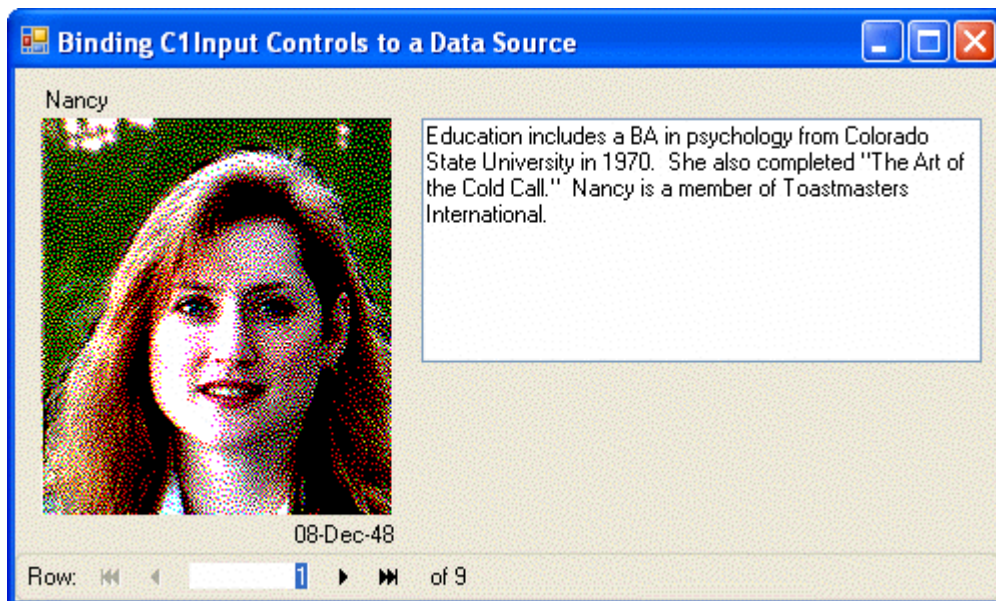 Binding C1Input Controls to a Data Source
Nancy
Education includes a BA in psychology from Colorado
State University in 1970.  She also completed "The Art of
the Cold Call."  Nancy is a member of Toastmasters
International.
08-Dec-48
Row: 1 of 9